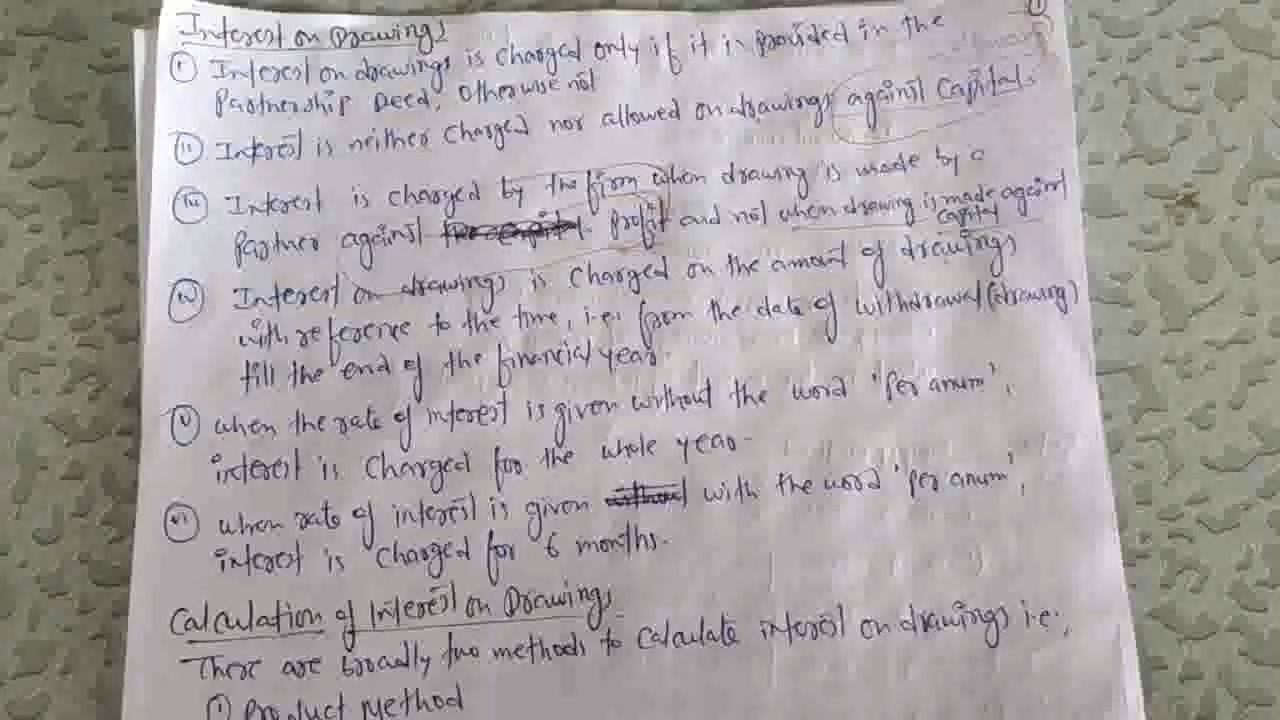 Interest on Drawings
(i) Interest on drawings is charged only if it is provided in the
Partnership Deed, otherwise not
(ii) Interest is neither charged nor allowed on drawings against Capital.
(iii) Interest is charged by the firm when drawing is made by a
Partner against Profit and not when drawing is made against
capital
(iv) Interest on drawings is charged on the amount of drawings
with reference to the time, i.e. from the date of withdrawal (drawing)
till the end of the financial year.
(v) when the rate of interest is given without the word 'Per anum',
interest is charged for the whole year.
(vi) when rate of interest is given with the word 'Per anum',
interest is charged for 6 months.
Calculation of Interest on Drawings
There are broadly two methods to calculate interest on drawings i.e.,
(1) Product Method